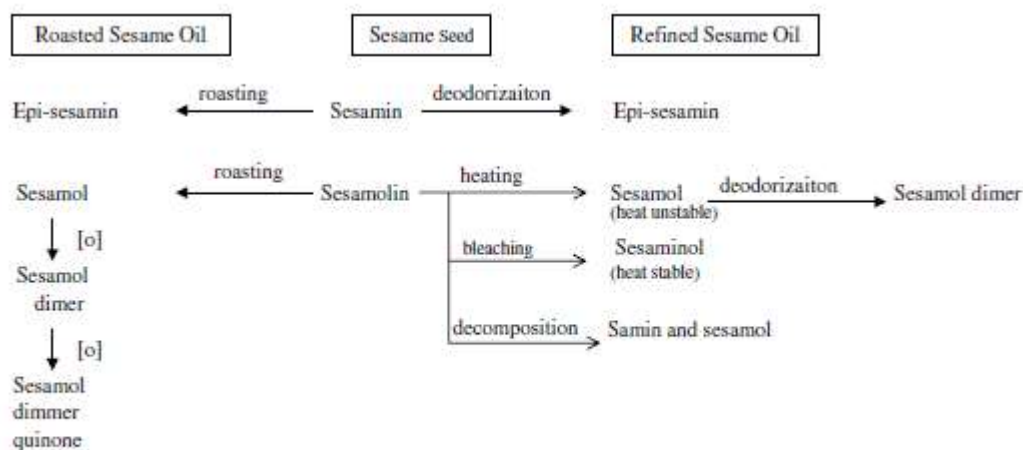 Roasted Sesame Oil Sesame Seed Refined Sesame Oil
roasting deodorizaiton
Epi-sesamin Sesamin Epi-sesamin
roasting heating deodorizaiton
Sesamol Sesamolin Sesamol Sesamol dimer
(heat unstable)
[o] bleaching Sesaminol
(heat stable)
Sesamol
dimer
decomposition Samin and sesamol
[o]
Sesamol
dimmer
quinone